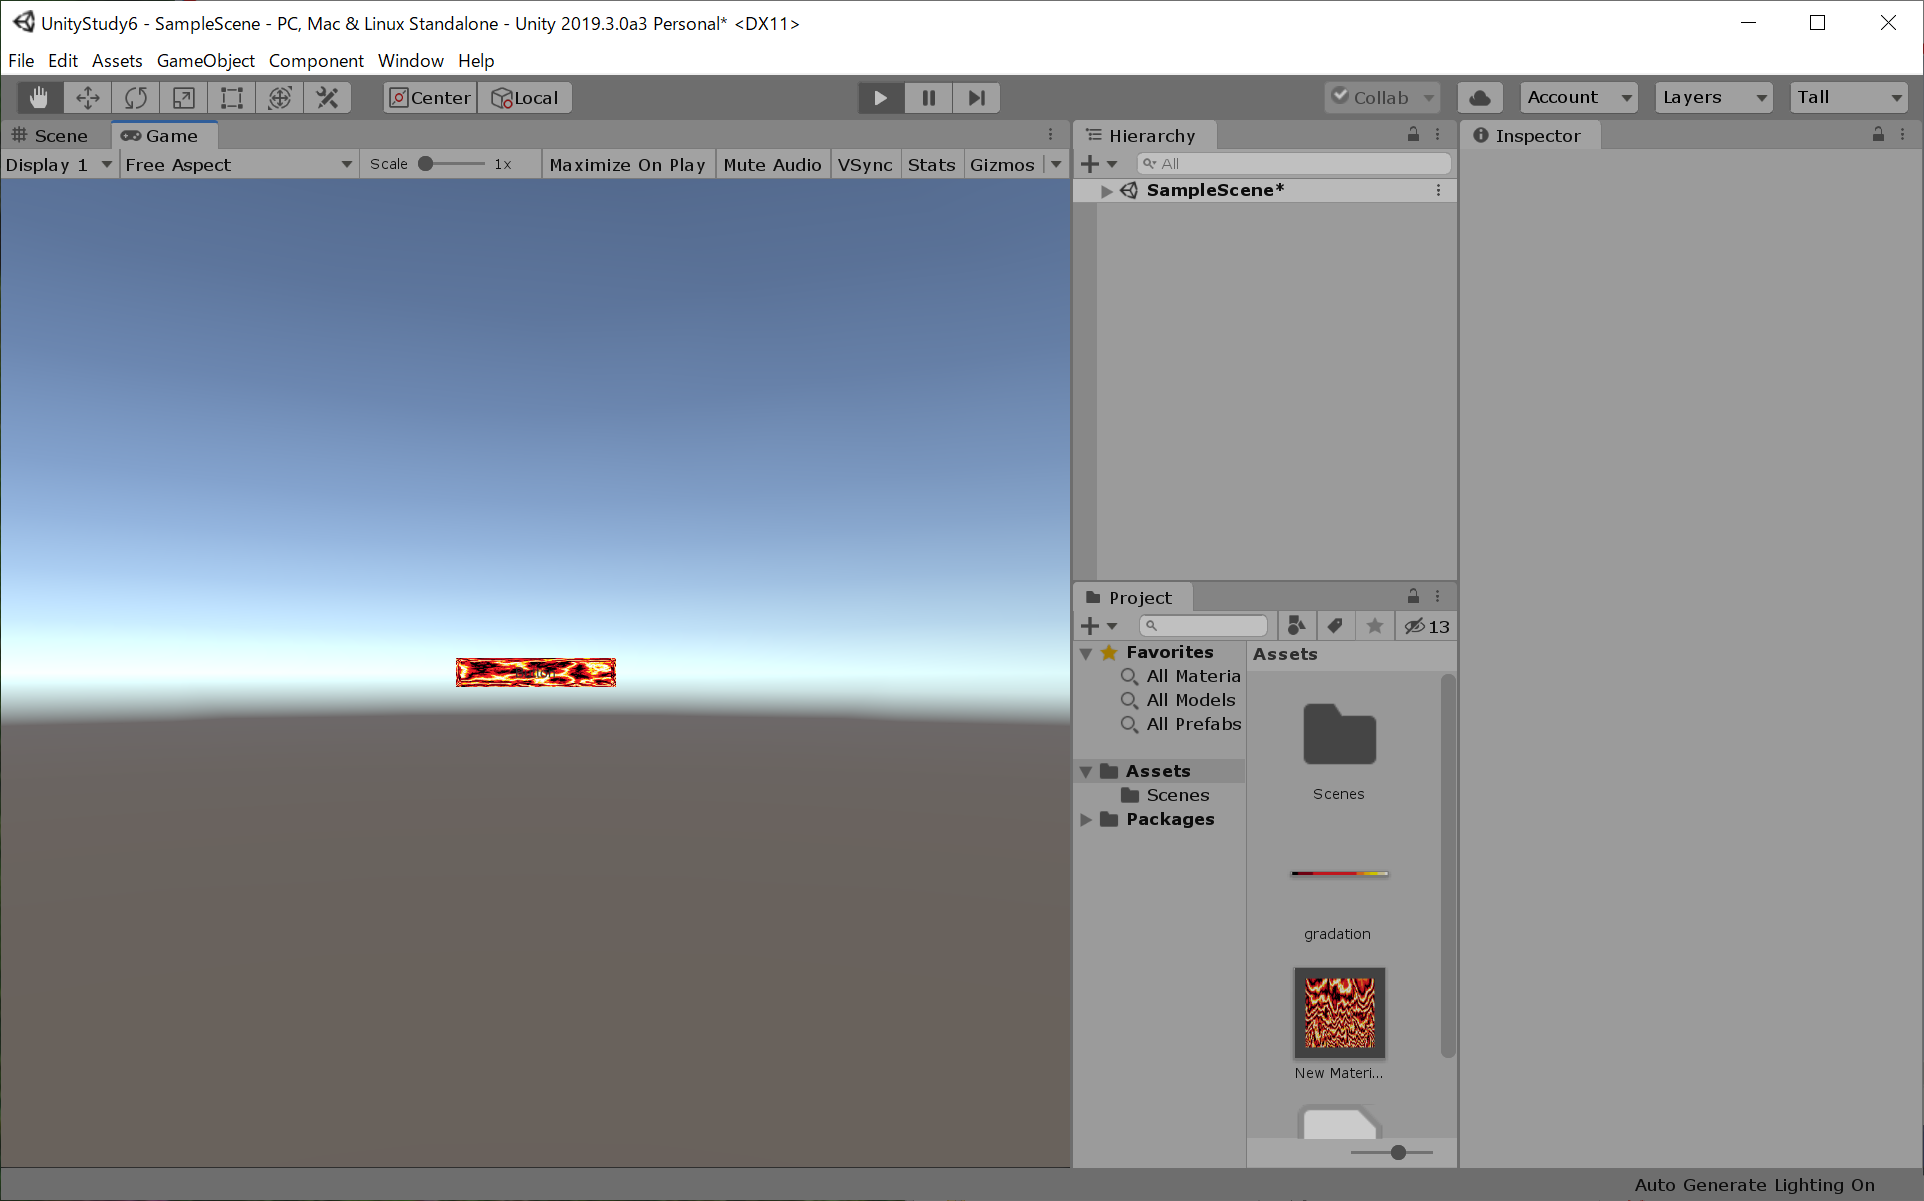 UnityStudy6 - SampleScene - PC, Mac & Linux Standalone - Unity 2019.3.0a3 Personal* <DX11>
File Edit Assets GameObject Component Window Help
Center Local Collab Account Layers Tall
Scene Game
Display 1 Free Aspect Scale 1x Maximize On Play Mute Audio VSync Stats Gizmos
Hierarchy
All
SampleScene*
Project
13
Favorites
All Materia
All Models
All Prefabs
Assets
Scenes
Packages
Assets
Scenes
gradation
New Materi...
Inspector
Auto Generate Lighting On